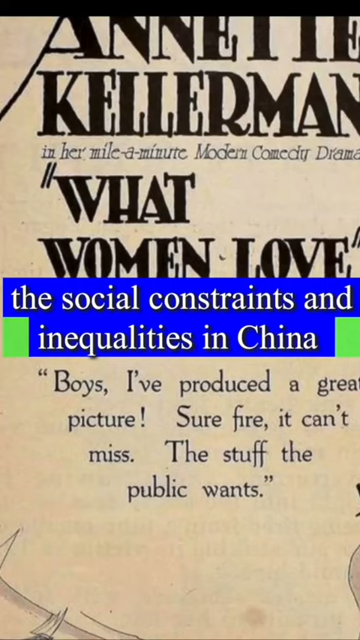 ANNETTE
KELLERMAN
in her mile-a-minute Modern Comedy Drama
"WHAT
WOMEN LOVE"
the social constraints and
inequalities in China
"Boys, I've produced a great
picture! Sure fire, it can't
miss. The stuff the
public wants."